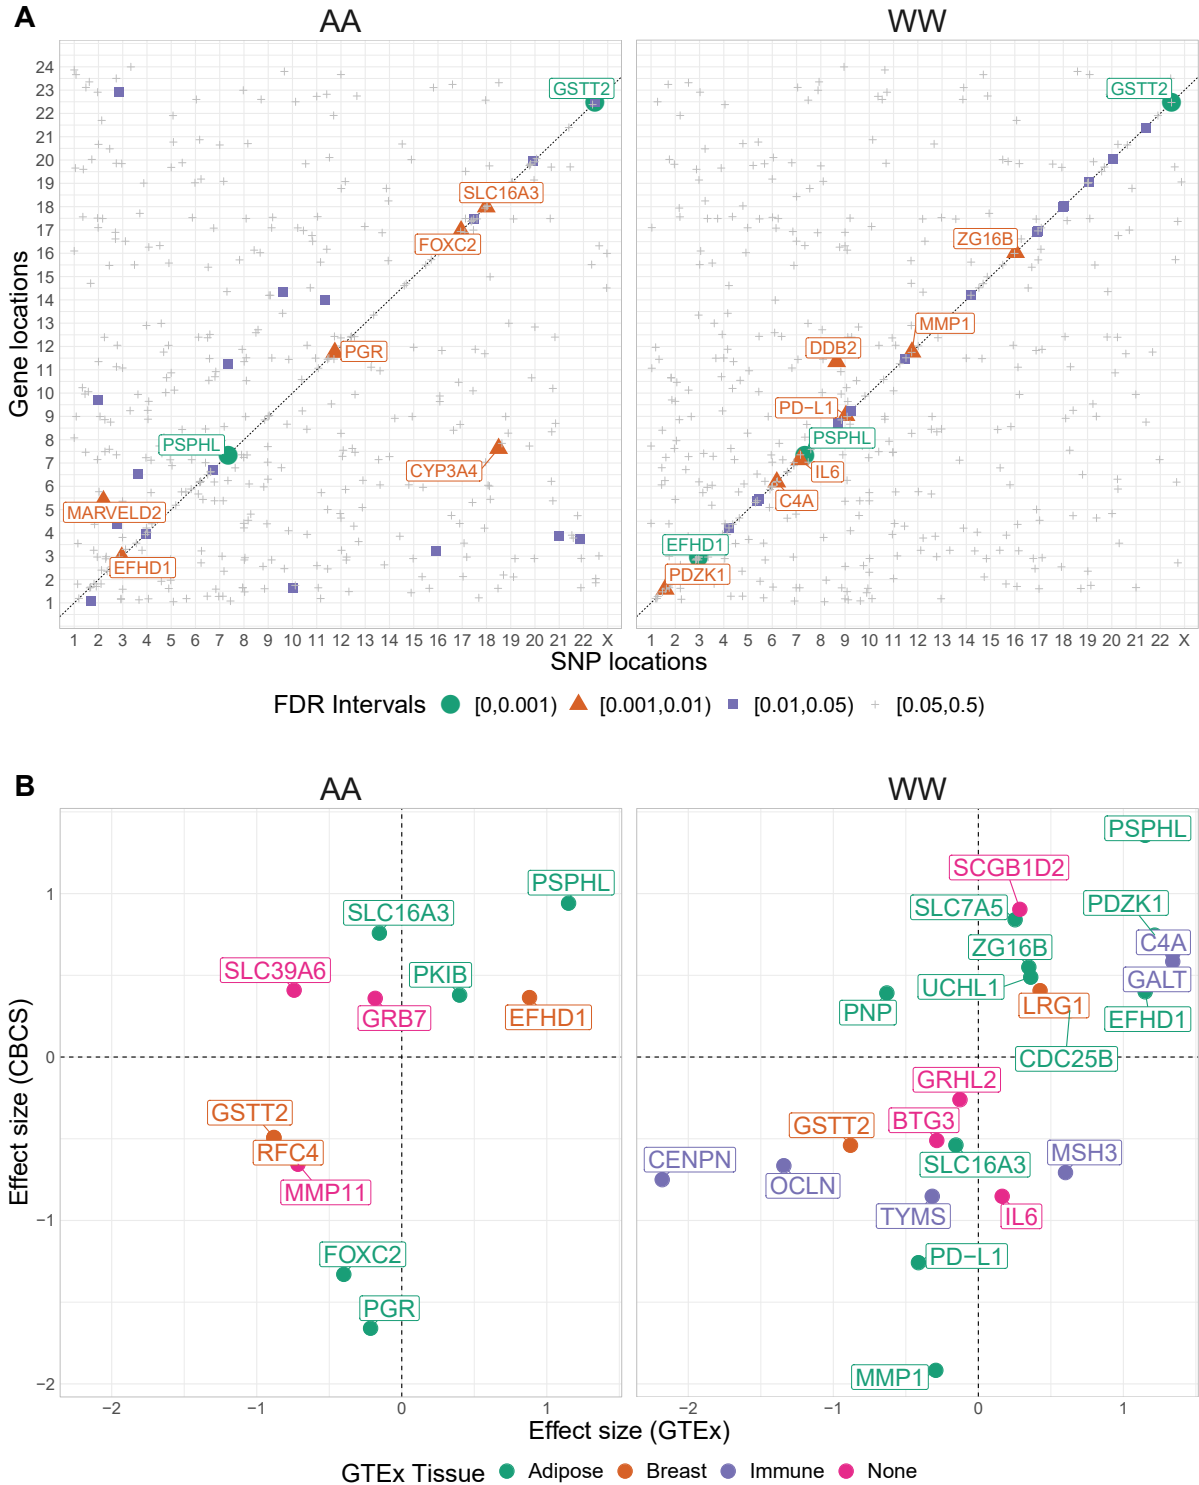 A
AA
WW
Gene locations
24
23
22
21
20
19
18
17
16
15
14
13
12
11
10
9
8
7
6
5
4
3
2
1
GSTT2
SLC16A3
FOXC2
PGR
PSPHL
CYP3A4
MARVELD2
EFHD1
GSTT2
ZG16B
MMP1
DDB2
PD−L1
PSPHL
IL6
C4A
EFHD1
PDZK1
1 2 3 4 5 6 7 8 9 10 11 12 13 14 15 16 17 18 19 20 21 22 X
1 2 3 4 5 6 7 8 9 10 11 12 13 14 15 16 17 18 19 20 21 22 X
SNP locations
FDR Intervals [0,0.001) [0.001,0.01) [0.01,0.05) [0.05,0.5)
B
AA
WW
Effect size (CBCS)
1
0
−1
−2
PSPHL
SLC16A3
SLC39A6
PKIB
GRB7
EFHD1
GSTT2
RFC4
MMP11
FOXC2
PGR
PSPHL
SCGB1D2
SLC7A5
PDZK1
ZG16B
C4A
UCHL1
GALT
PNP
LRG1
EFHD1
CDC25B
GRHL2
BTG3
GSTT2
CENPN
OCLN
SLC16A3
MSH3
TYMS
IL6
PD−L1
MMP1
−2 −1 0 1
−2 −1 0 1
Effect size (GTEx)
GTEx Tissue Adipose Breast Immune None